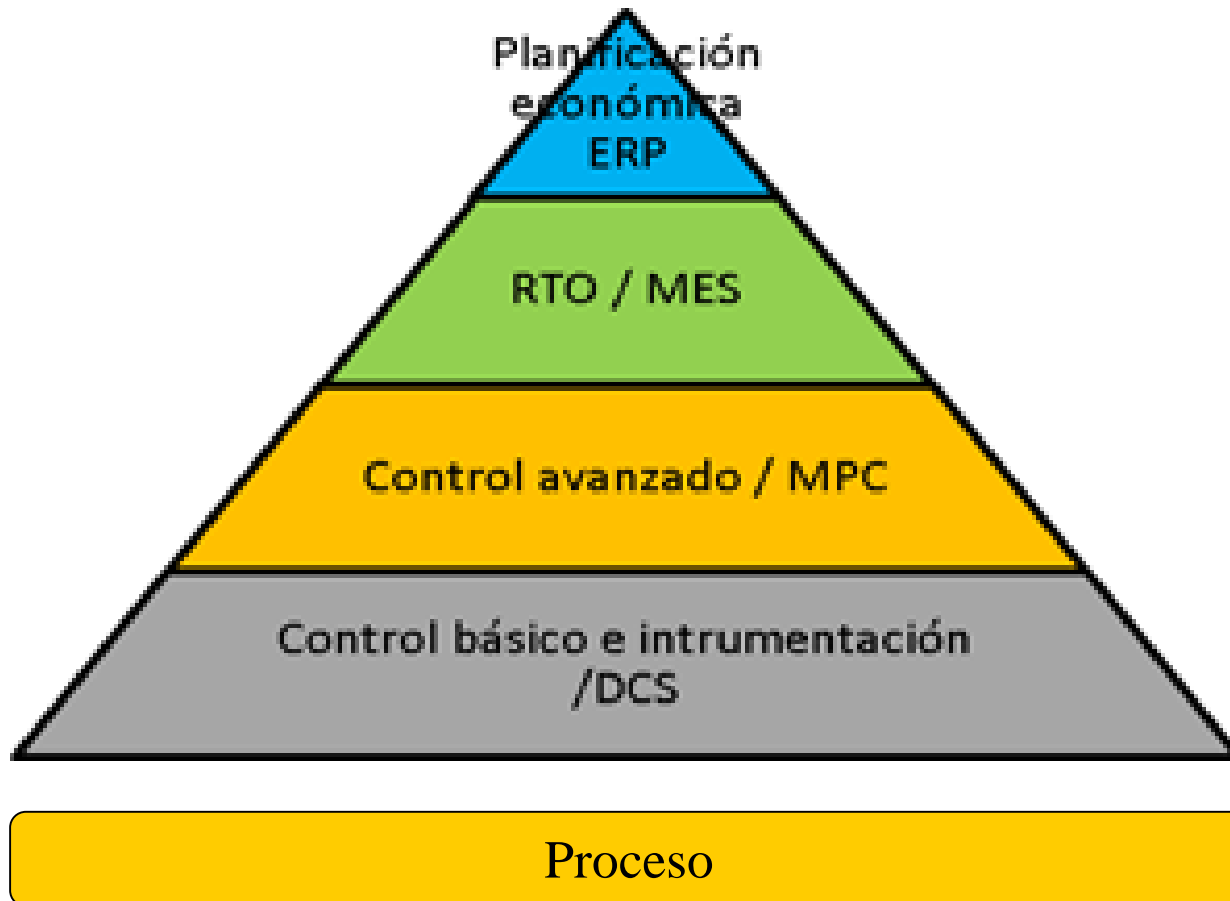 Planificación
económica
ERP
RTO / MES
Control avanzado / MPC
Control básico e intrumentación
/DCS
Proceso